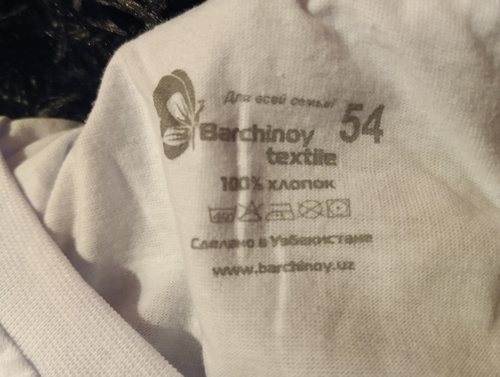 Для всей семьи
Barchinoy 54
textile
100% хлопок
Сделано в Узбекистане
www.barchinoy.uz